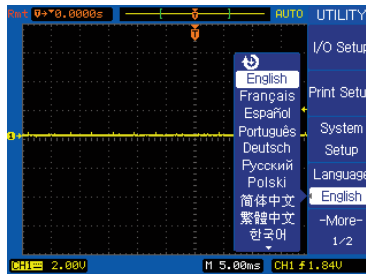 Rmt 0.0000s AUTO UTILITY
I/O Setup
Print Setu
System
Setup
Language
English
-More-
1/2
English
Français
Español
Português
Deutsch
Русский
Polski
简体中文
繁體中文
한국어
1
CH1 2.00V M 5.00ms CH1 1.84V